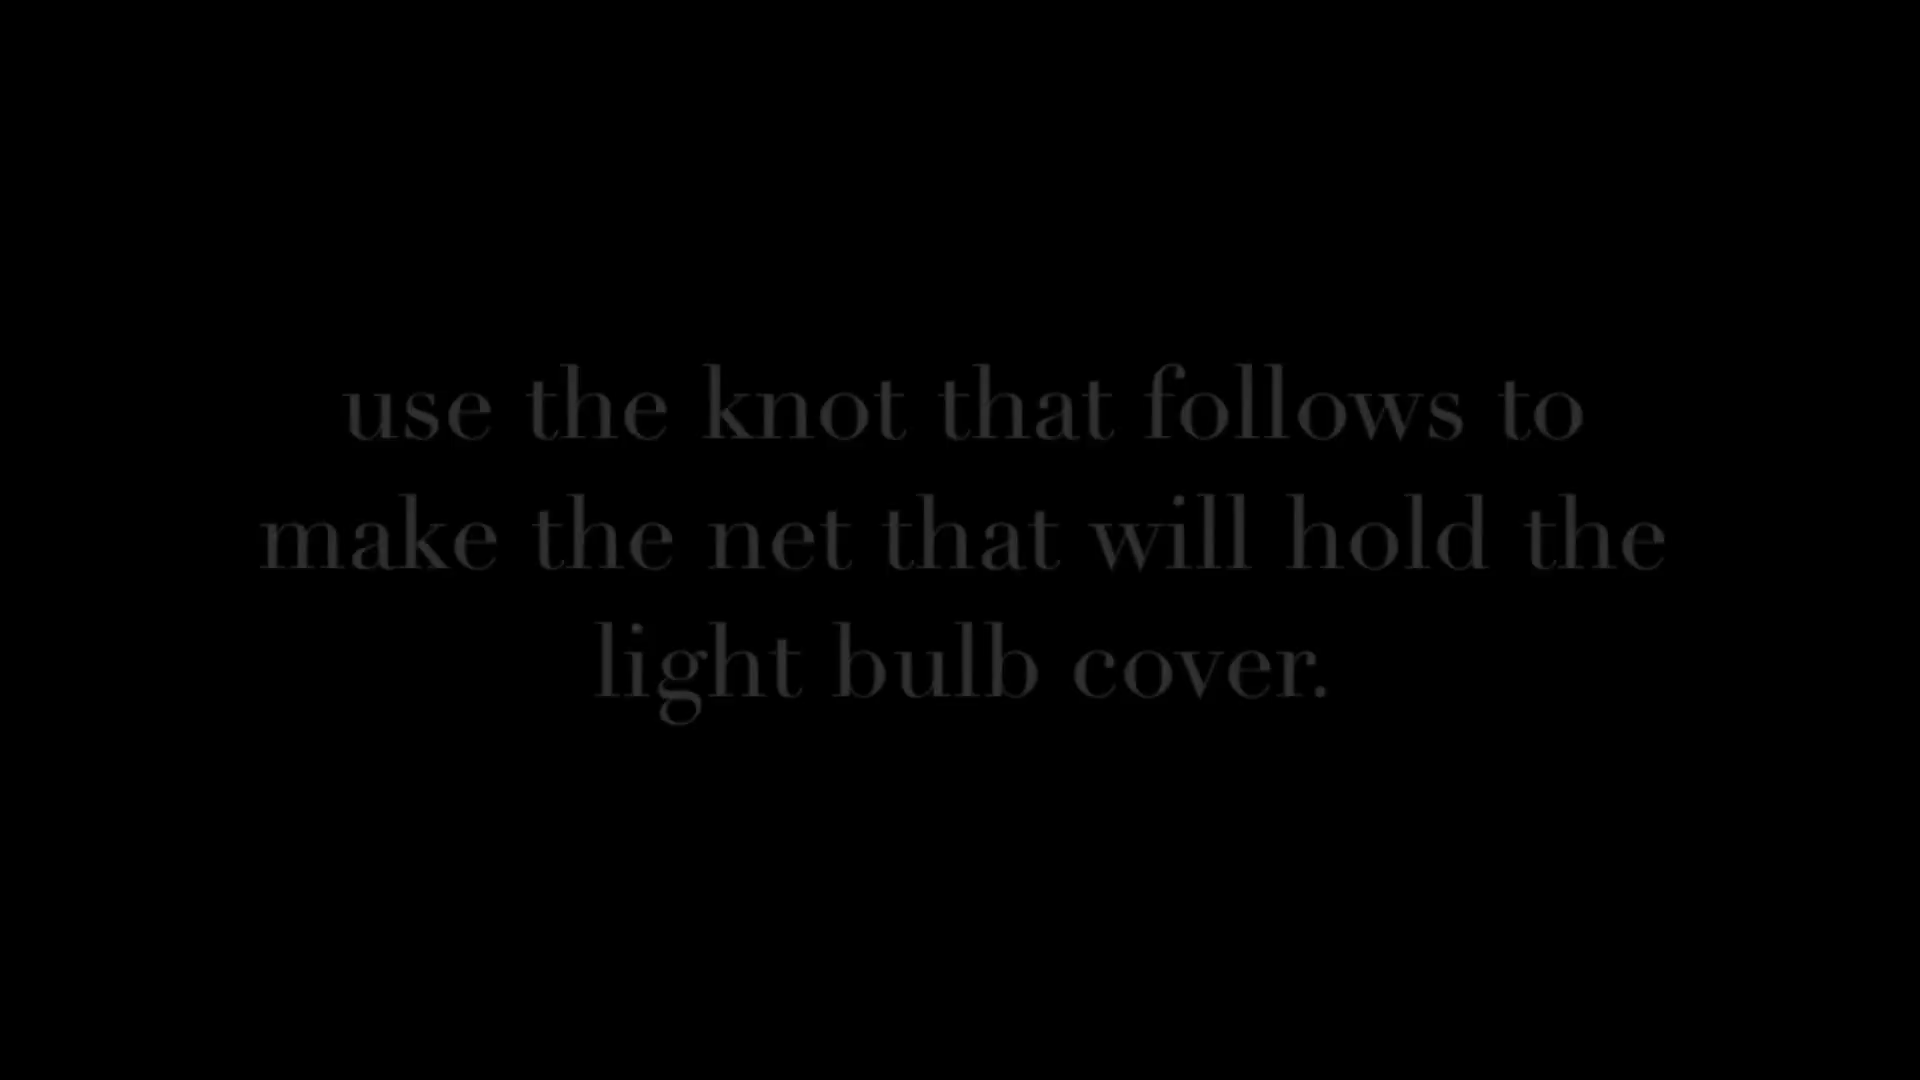 use the knot that follows to
make the net that will hold the
light bulb cover.